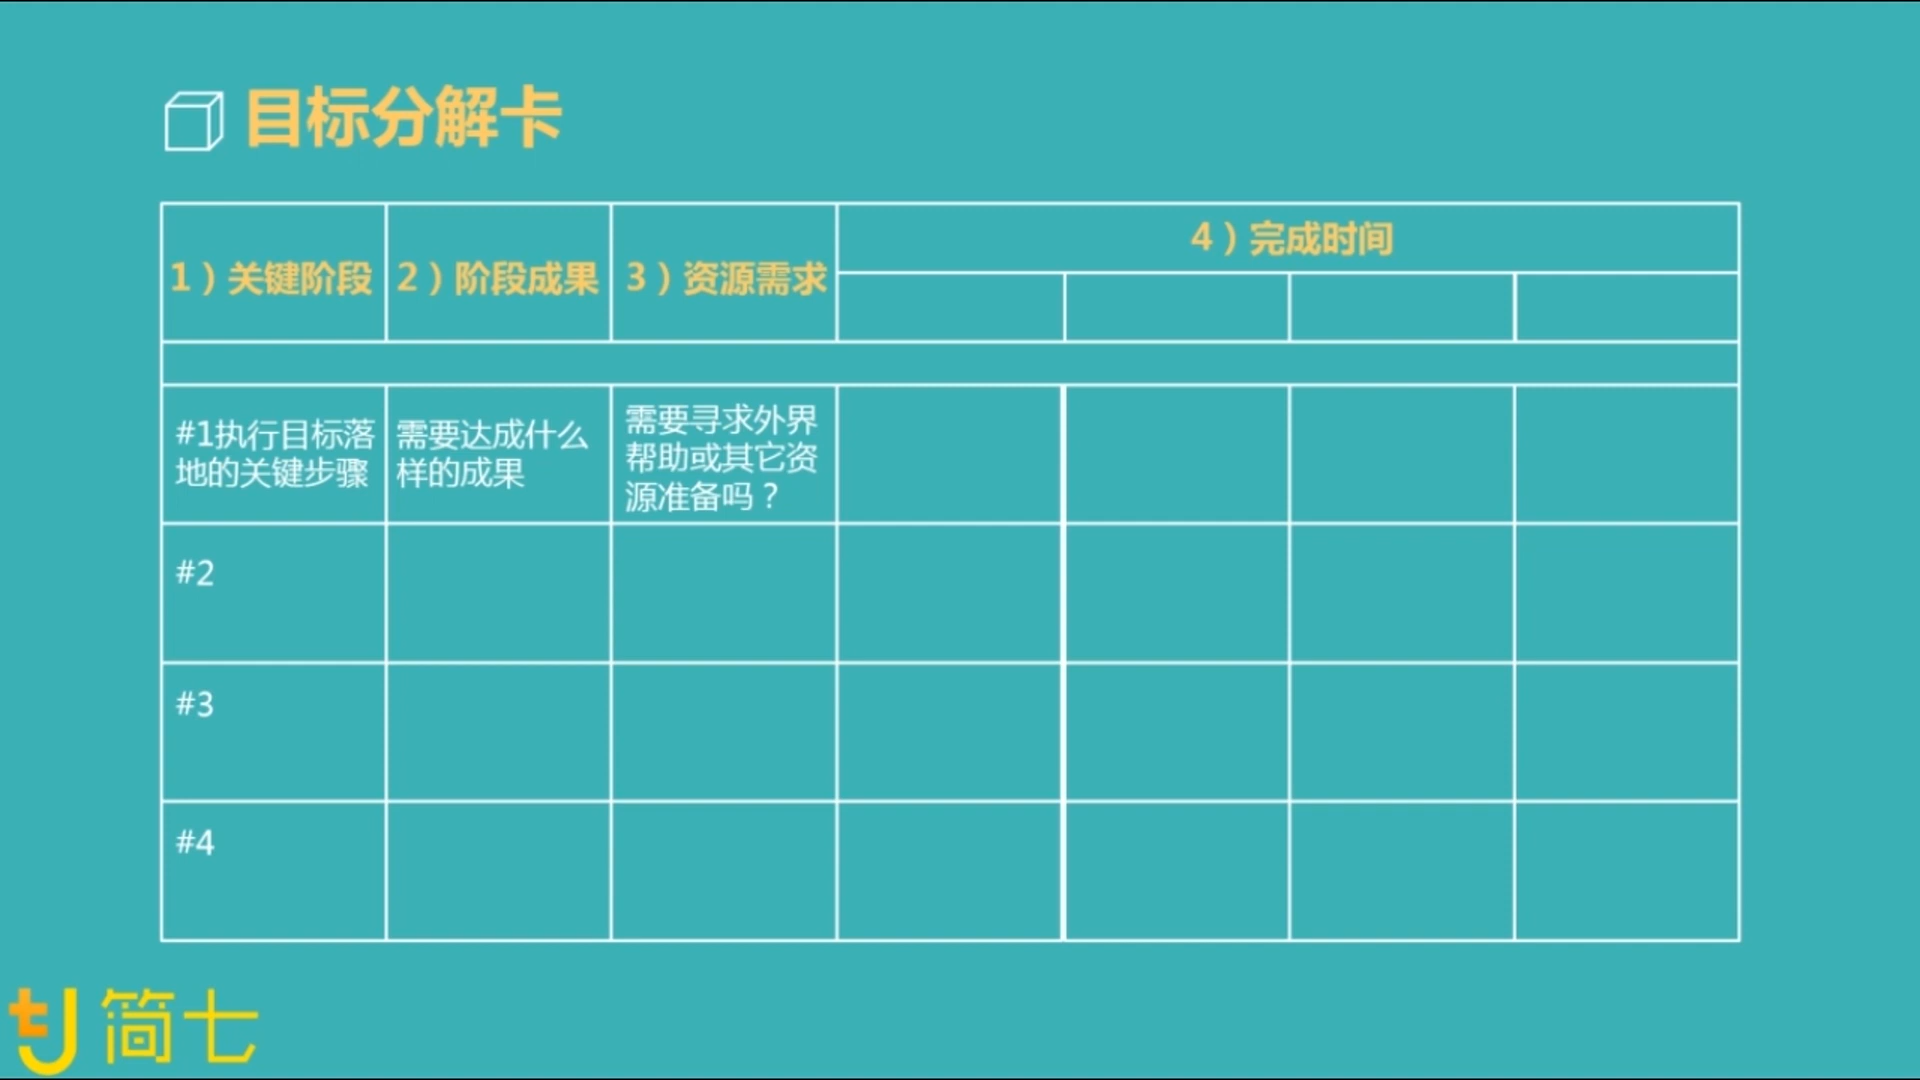 目标分解卡
4）完成时间
1）关键阶段 2）阶段成果 3）资源需求
#1执行目标落
地的关键步骤
需要达成什么
样的成果
需要寻求外界
帮助或其它资
源准备吗？
#2
#3
#4
简七